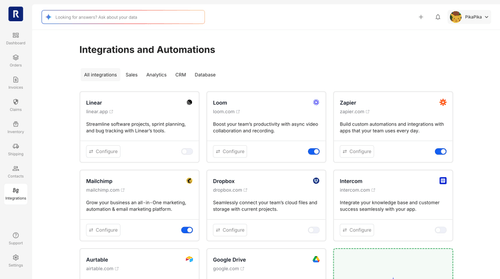 R
Looking for answers? Ask about your data
PikaPika
Dashboard
Orders
Invoices
Claims
Inventory
Shipping
Contacts
Integrations
Support
Settings
Integrations and Automations
All integrations
Sales
Analytics
CRM
Database
Linear
linear.app
Streamline software projects, sprint planning,
and bug tracking with Linear's tools.
Configure
Loom
loom.com
Boost your team's productivity with async video
collaboration and recording.
Configure
Zapier
zapier.com
Build custom automations and integrations with
apps that your team uses every day.
Configure
Mailchimp
mailchimp.com
Grow your business an all-in-One marketing,
automation & email marketing platform.
Configure
Dropbox
dropbox.com
Seamlessly connect your team's cloud files and
storage with current projects.
Configure
Intercom
intercom.com
Integrate your knowledge base and customer
success seamlessly with your app.
Configure
Aurtable
airtable.com
Google Drive
google.com